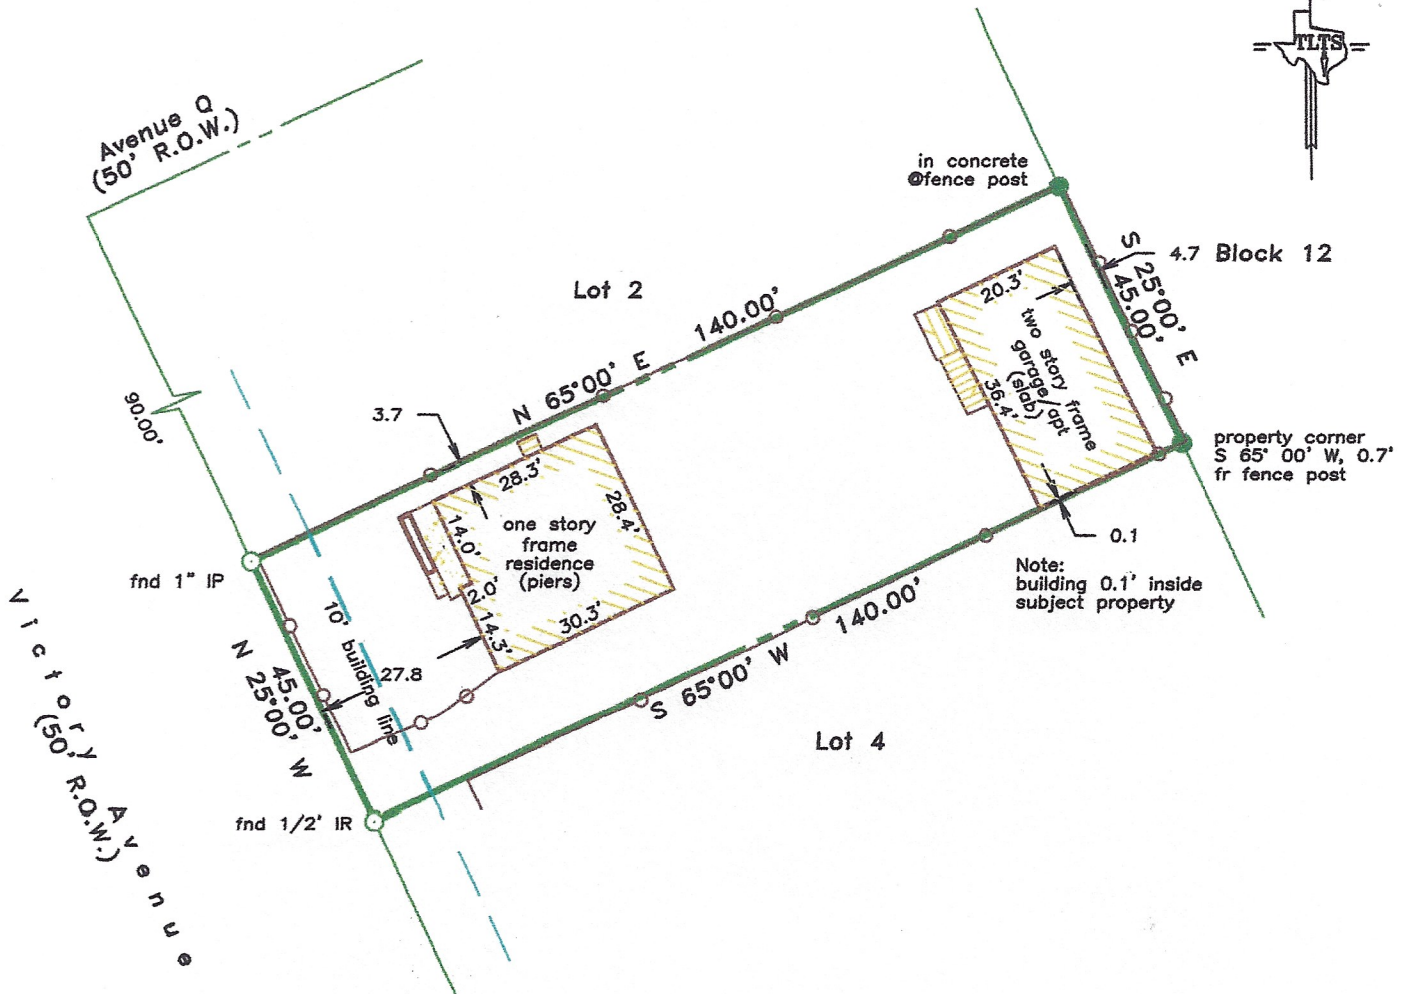 TLTS
Avenue Q
(50' R.O.W.)
in concrete
@fence post
4.7
Block 12
S 25°00' E
45.00'
Lot 2
140.00'
N 65°00' E
20.3'
two story frame
garage/apt
(slab)
36.4'
90.00'
3.7
28.3'
28.4'
14.0'
one story
frame
residence
(piers)
2.0'
14.3'
30.3'
property corner
S 65° 00' W, 0.7'
fr fence post
0.1
Note:
building 0.1' inside
subject property
fnd 1" IP
10' building line
27.8
N 25°00' W
45.00'
S 65°00' W
140.00'
Lot 4
fnd 1/2' IR
Victory Avenue
(50' R.O.W.)